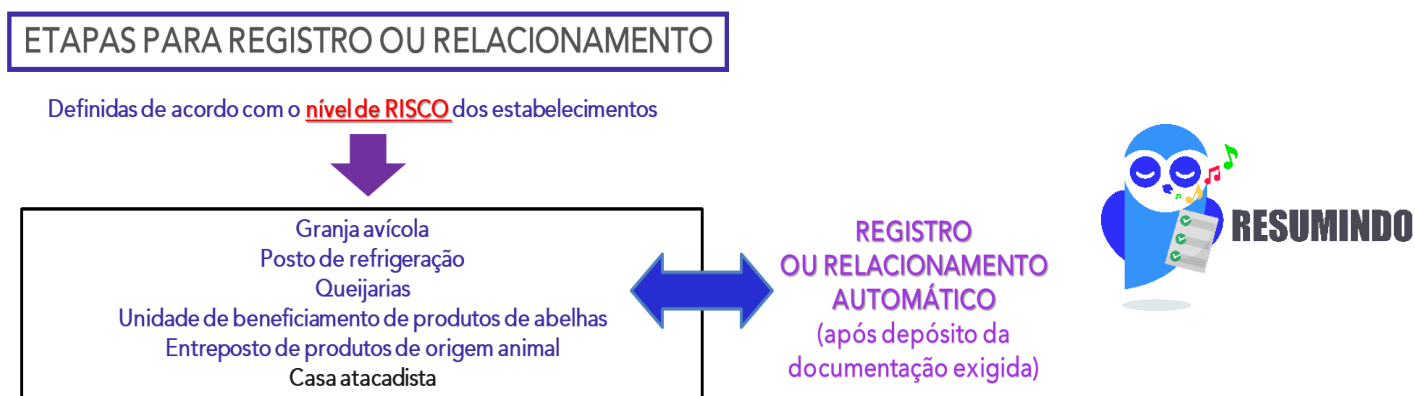 ETAPAS PARA REGISTRO OU RELACIONAMENTO
Definidas de acordo com o nível de RISCO dos estabelecimentos
Granja avícola
Posto de refrigeração
Queijarias
Unidade de beneficiamento de produtos de abelhas
Entreposto de produtos de origem animal
Casa atacadista
REGISTRO
OU RELACIONAMENTO
AUTOMÁTICO
(após depósito da
documentação exigida)
RESUMINDO